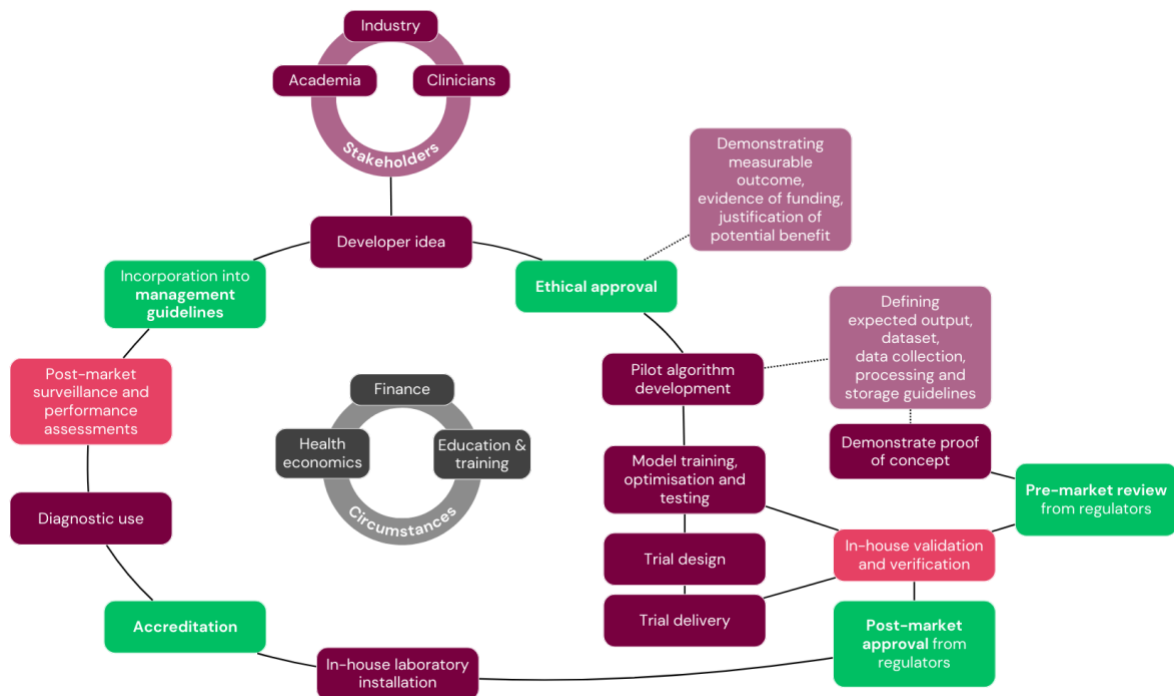 Industry
Academia
Clinicians
Stakeholders
Developer idea
Demonstrating
measurable
outcome,
evidence of funding,
justification of
potential benefit
Incorporation into
management
guidelines
Ethical approval
Defining
expected output,
dataset,
data collection,
processing and
storage guidelines
Post-market
surveillance and
performance
assessments
Pilot algorithm
development
Finance
Health
economics
Education &
training
Circumstances
Demonstrate proof
of concept
Model training,
optimisation and
testing
Pre-market review
from regulators
Diagnostic use
In-house validation
and verification
Trial design
Trial delivery
Accreditation
Post-market
approval from
regulators
In-house laboratory
installation